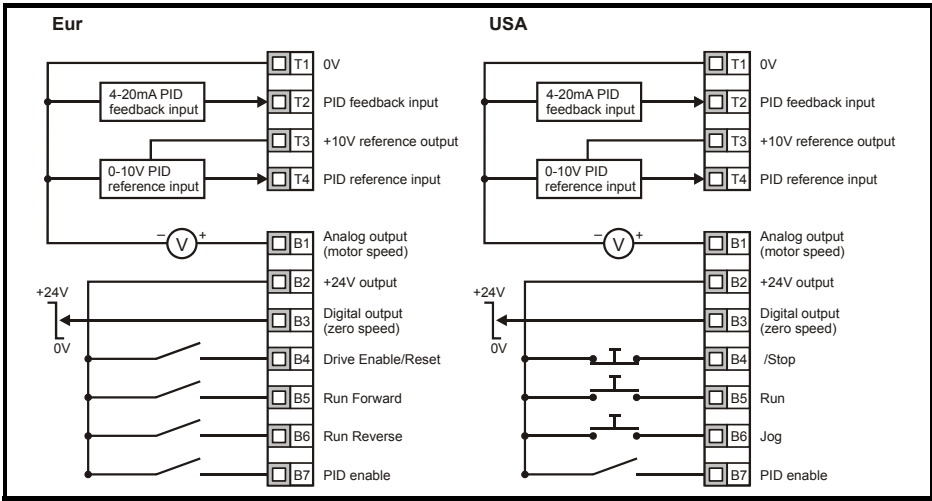 Eur
T1 0V
4-20mA PID
feedback input
T2 PID feedback input
T3 +10V reference output
0-10V PID
reference input
T4 PID reference input
– V +
B1 Analog output
(motor speed)
B2 +24V output
+24V
0V
B3 Digital output
(zero speed)
B4 Drive Enable/Reset
B5 Run Forward
B6 Run Reverse
B7 PID enable
USA
T1 0V
4-20mA PID
feedback input
T2 PID feedback input
T3 +10V reference output
0-10V PID
reference input
T4 PID reference input
– V +
B1 Analog output
(motor speed)
B2 +24V output
+24V
0V
B3 Digital output
(zero speed)
B4 /Stop
B5 Run
B6 Jog
B7 PID enable